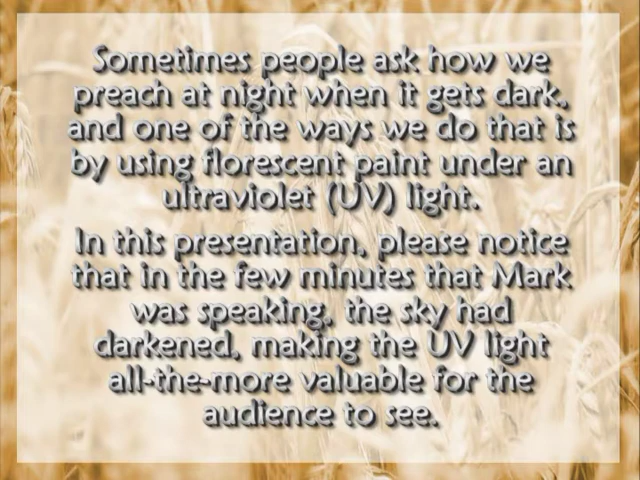 Sometimes people ask how we
preach at night when it gets dark,
and one of the ways we do that is
by using florescent paint under an
ultraviolet (UV) light.
In this presentation, please notice
that in the few minutes that Mark
was speaking, the sky had
darkened, making the UV light
all-the-more valuable for the
audience to see.